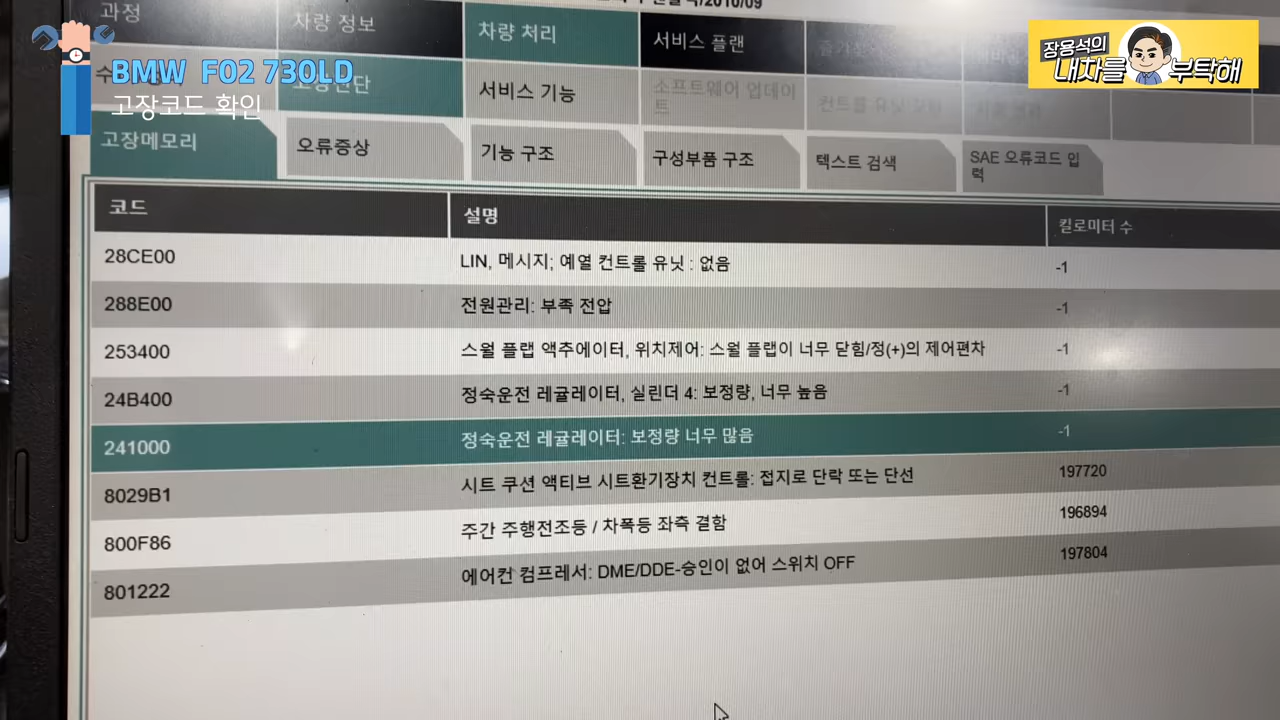 과정
차량 정보
차량 처리
서비스 플랜
서비스 기능
소프트웨어 업데이트
고장메모리
오류증상
기능 구조
구성부품 구조
텍스트 검색
SAE 오류코드 입력
BMW F02 730LD
고장코드 확인
장용석의
내차를 부탁해
코드 설명 킬로미터 수
28CE00 LIN, 메시지; 예열 컨트롤 유닛 : 없음 -1
288E00 전원관리: 부족 전압 -1
253400 스월 플랩 액추에이터, 위치제어: 스월 플랩이 너무 닫힘/정(+)의 제어편차 -1
24B400 정숙운전 레귤레이터, 실린더 4: 보정량, 너무 높음 -1
241000 정숙운전 레귤레이터: 보정량 너무 많음 -1
8029B1 시트 쿠션 액티브 시트환기장치 컨트롤: 접지로 단락 또는 단선 197720
800F86 주간 주행전조등 / 차폭등 좌측 결함 196894
801222 에어컨 컴프레서: DME/DDE-승인이 없어 스위치 OFF 197804